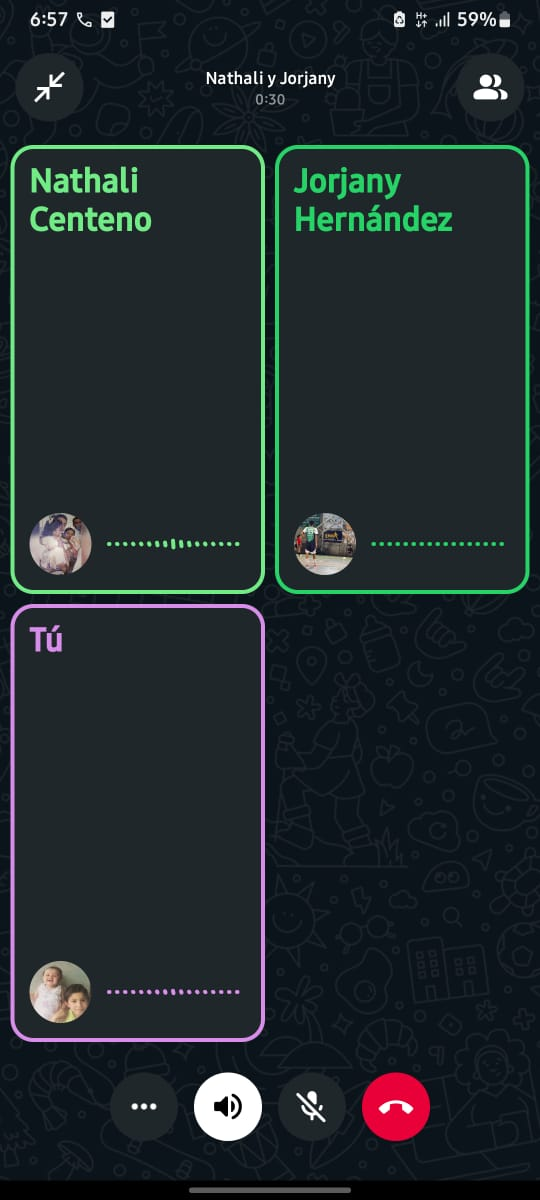 6:57
H+
59%
Nathali y Jorjany
0:30
Nathali
Centeno
Jorjany
Hernández
Tú